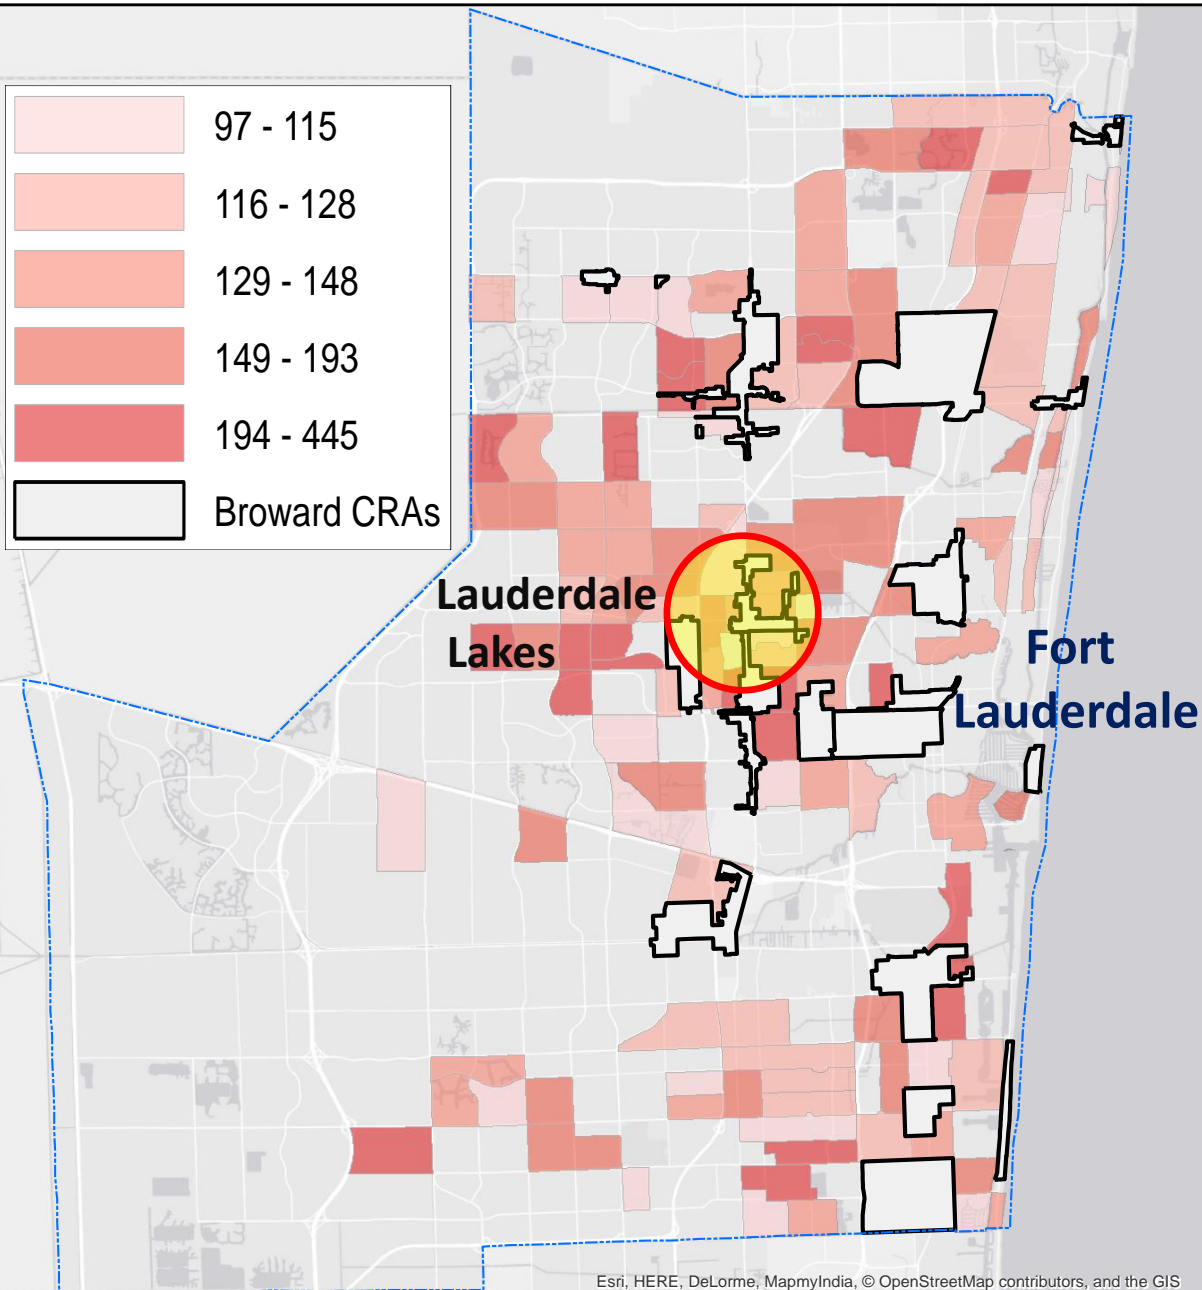 97 - 115
116 - 128
129 - 148
149 - 193
194 - 445
Broward CRAs
Lauderdale
Lakes
Fort
Lauderdale
Esri, HERE, DeLorme, MapmyIndia, © OpenStreetMap contributors, and the GIS